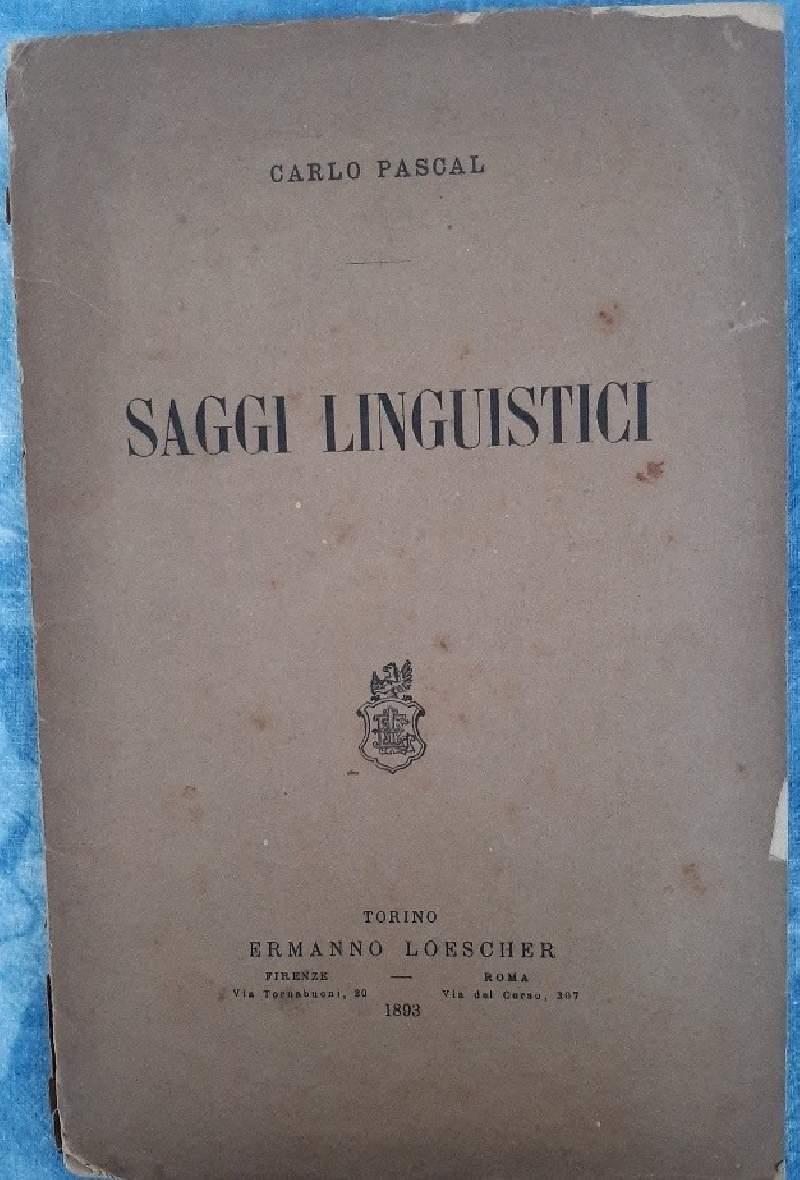 CARLO PASCAL
SAGGI LINGUISTICI
TORINO
ERMANNO LOESCHER
FIRENZE — ROMA
Via Tornabuoni, 20 Via del Corso, 307
1893